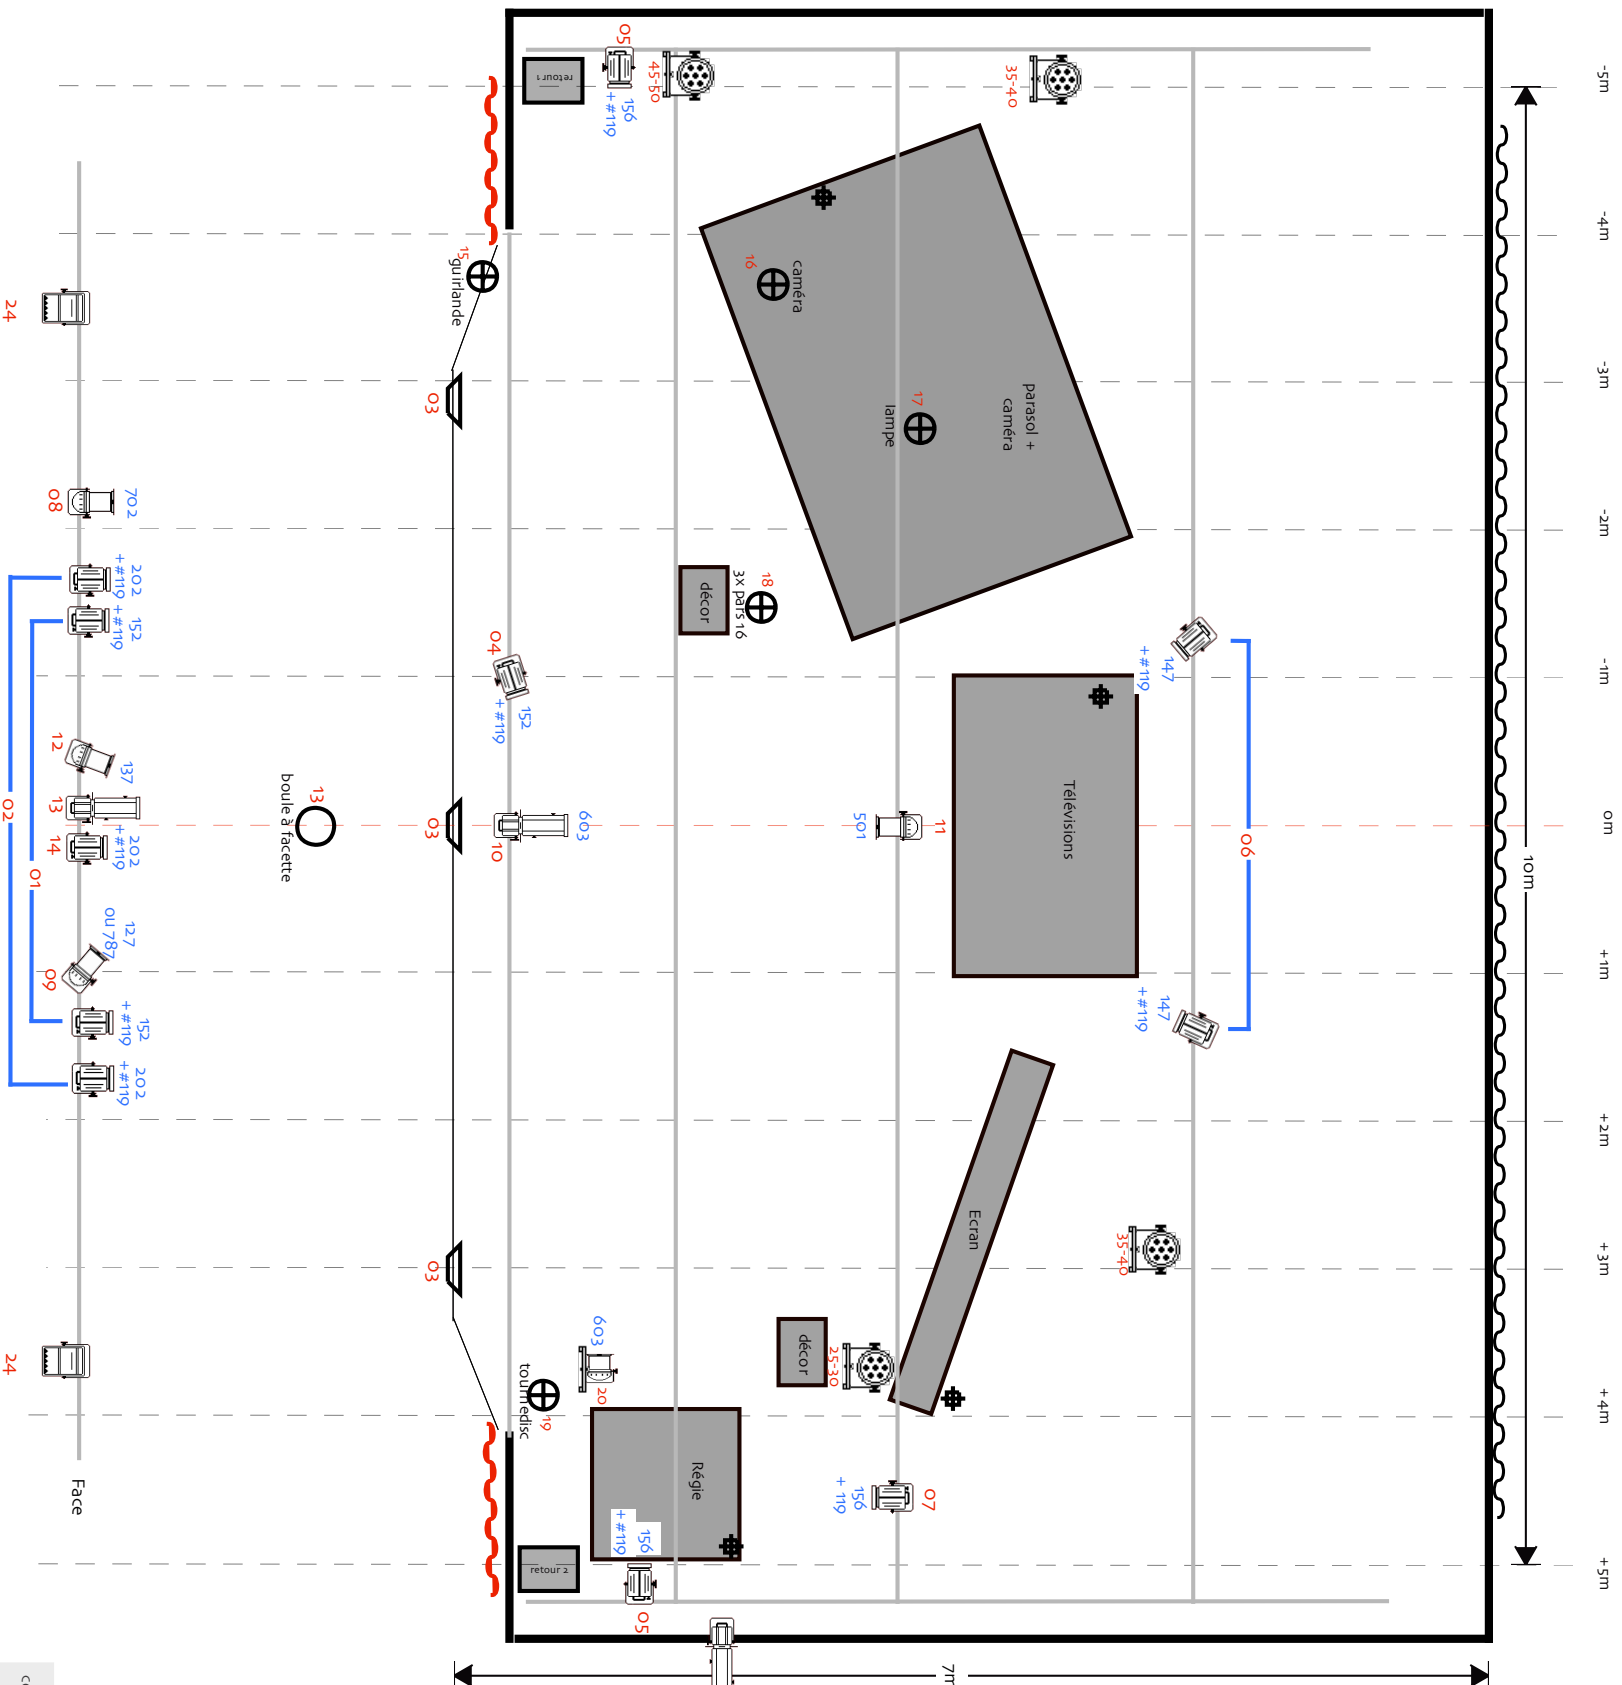 -5m
-4m
-3m
-2m
-1m
0m
+1m
+2m
+3m
+4m
+5m
10m
7m
retour 1
05
156
+#119
45-50
35-40
24
15
guirlande
03
16
caméra
17
lampe
parasol +
caméra
08
702
202
+#119
152
+#119
04
152
+#119
décor
3x pars 16
18
147
+#119
06
Télévisions
12
137
13
14
202
+#119
02
01
13
boule à facette
03
10
603
501
11
127
ou 787
09
152
+#119
202
+#119
147
+#119
Ecran
35-40
03
24
603
20
tournedisc
19
décor
25-30
Régie
156
+#119
156
+ 119
07
retour 2
05
Face